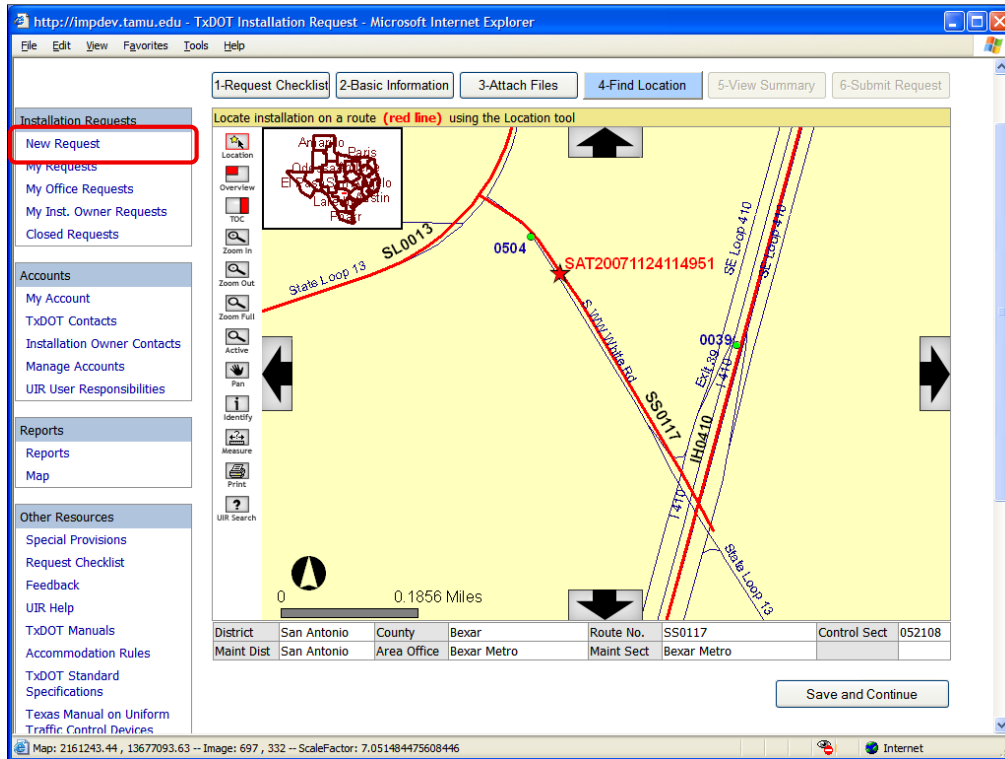 http://impdev.tamu.edu - TxDOT Installation Request - Microsoft Internet Explorer
File Edit View Favorites Tools Help
1-Request Checklist 2-Basic Information 3-Attach Files 4-Find Location 5-View Summary 6-Submit Request
Installation Requests
New Request
My Requests
My Office Requests
My Inst. Owner Requests
Closed Requests
Accounts
My Account
TxDOT Contacts
Installation Owner Contacts
Manage Accounts
UIR User Responsibilities
Reports
Reports
Map
Other Resources
Special Provisions
Request Checklist
Feedback
UIR Help
TxDOT Manuals
Accommodation Rules
TxDOT Standard
Specifications
Texas Manual on Uniform
Traffic Control Devices
Locate installation on a route (red line) using the Location tool
Location
Overview
TOC
Zoom In
Zoom Out
Zoom Full
Active
Pan
Identify
Measure
Print
UIR Search
Paris
SL0013
State Loop 13
0504
SAT20071124114951
S WW White Rd
SS0117
SE Loop 410
SE Loop 410
0039
Exit 39
I 410
IH0410
I 410
State Loop 13
0 0.1856 Miles
District San Antonio County Bexar Route No. SS0117 Control Sect 052108
Maint Dist San Antonio Area Office Bexar Metro Maint Sect Bexar Metro
Save and Continue
Map: 2161243.44 , 13677093.63 -- Image: 697 , 332 -- ScaleFactor: 7.051484475608446
Internet